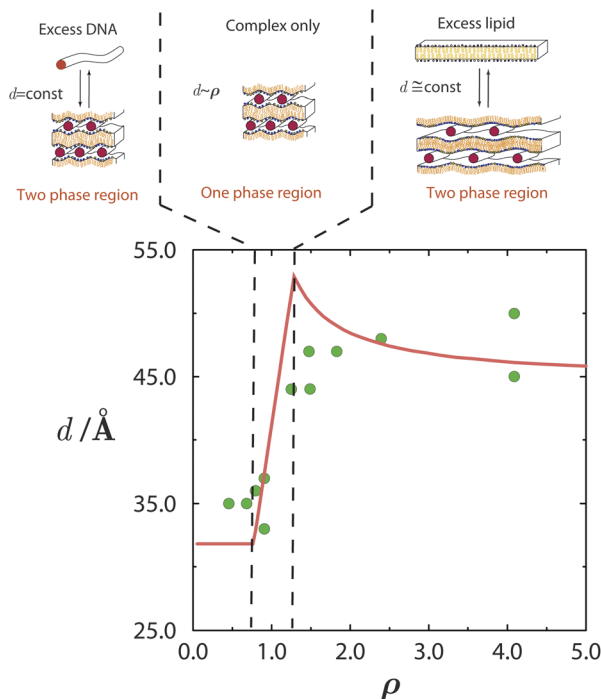 Excess DNA
Complex only
Excess lipid
d=const
d~ρ
d ≅const
Two phase region
One phase region
Two phase region
55.0
45.0
d /Å
35.0
25.0
0.0 1.0 2.0 3.0 4.0 5.0
ρ